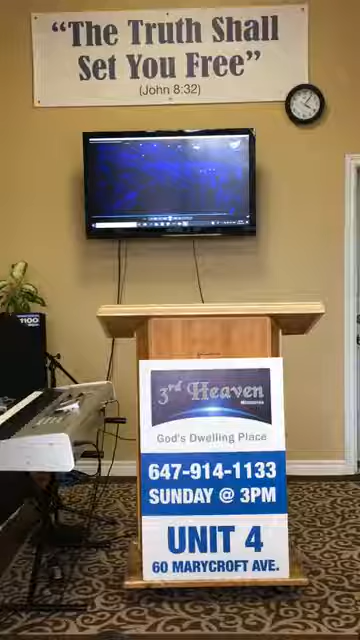 “The Truth Shall
Set You Free”
(John 8:32)
1100
3rd Heaven
God's Dwelling Place
647-914-1133
SUNDAY @ 3PM
UNIT 4
60 MARYCROFT AVE.